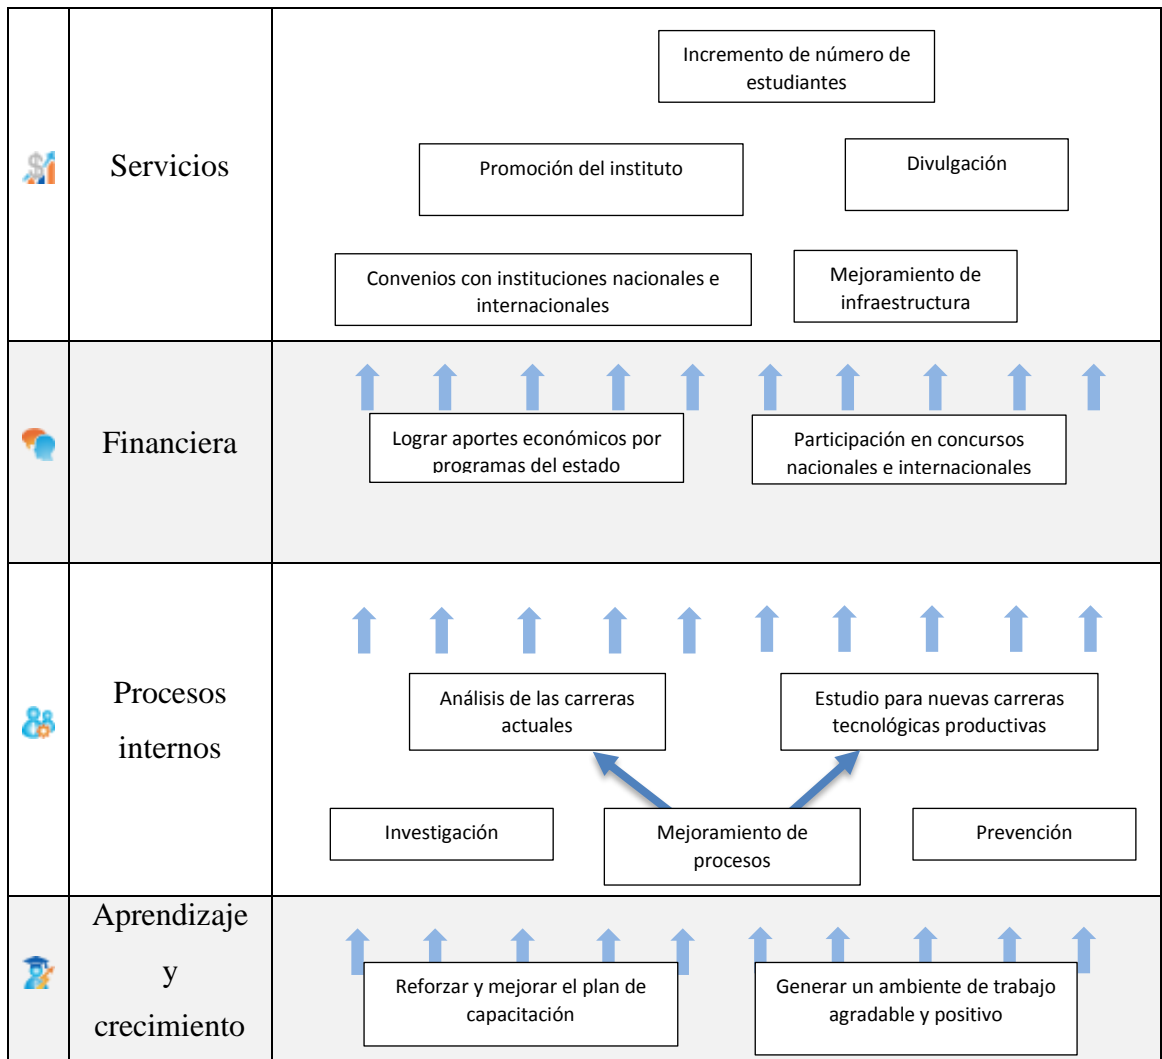 Servicios
Incremento de número de
estudiantes
Promoción del instituto
Divulgación
Convenios con instituciones nacionales e
internacionales
Mejoramiento de
infraestructura
Financiera
Lograr aportes económicos por
programas del estado
Participación en concursos
nacionales e internacionales
Procesos
internos
Análisis de las carreras
actuales
Estudio para nuevas carreras
tecnológicas productivas
Investigación
Mejoramiento de
procesos
Prevención
Aprendizaje
y
crecimiento
Reforzar y mejorar el plan de
capacitación
Generar un ambiente de trabajo
agradable y positivo